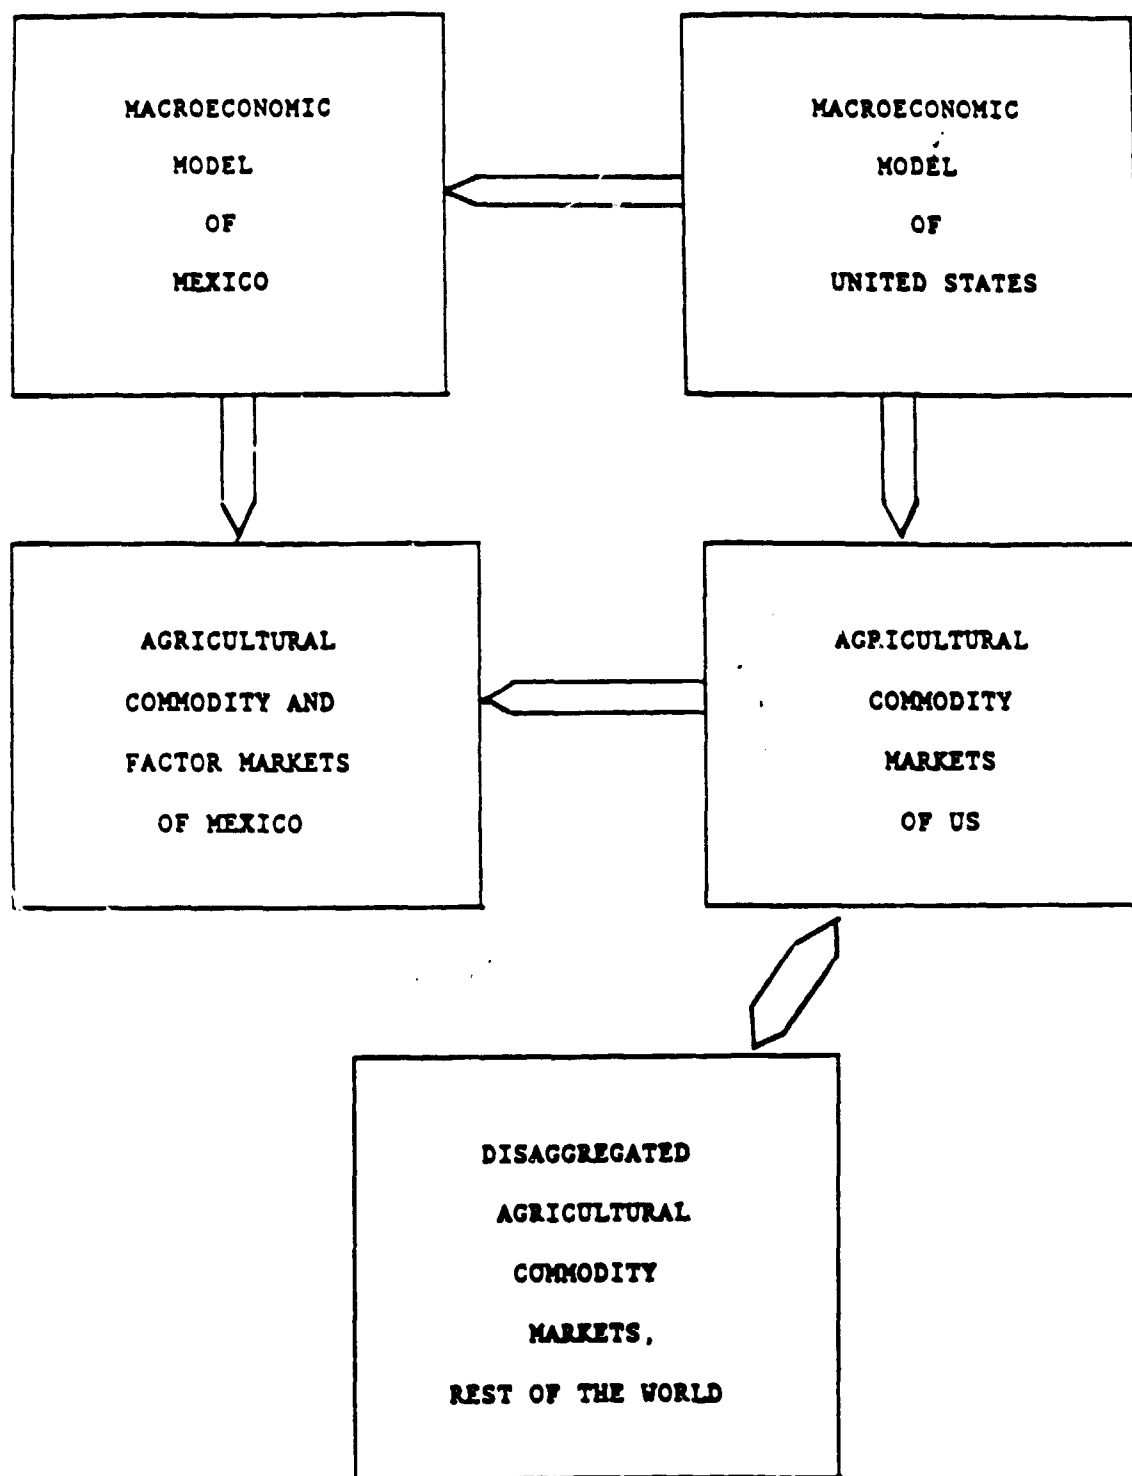 MACROECONOMIC
MODEL
OF
MEXICO
MACROECONOMIC
MODEL
OF
UNITED STATES
AGRICULTURAL
COMMODITY AND
FACTOR MARKETS
OF MEXICO
AGRICULTURAL
COMMODITY
MARKETS
OF US
DISAGGREGATED
AGRICULTURAL
COMMODITY
MARKETS,
REST OF THE WORLD